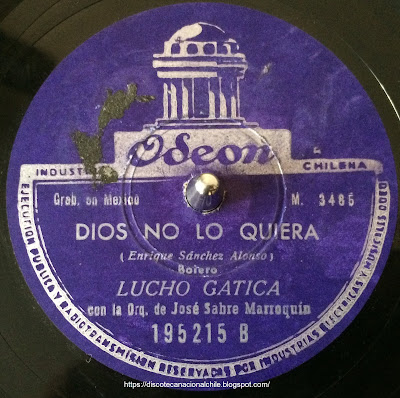 Odeon
INDUSTRIA CHILENA
Grab. en Mexico M. 3486
DIOS NO LO QUIERA
( Enrique Sánchez Alonso )
Bolero
LUCHO GATICA
con la Orq. de José Sabre Marroquín
195215 B
EJECUCION PUBLICA Y RADIOTRANSMISION RESERVADAS POR INDUSTRIAS ELECTRICAS Y MUSICALES ODEON
https://discotecanacionalchile.blogspot.com/